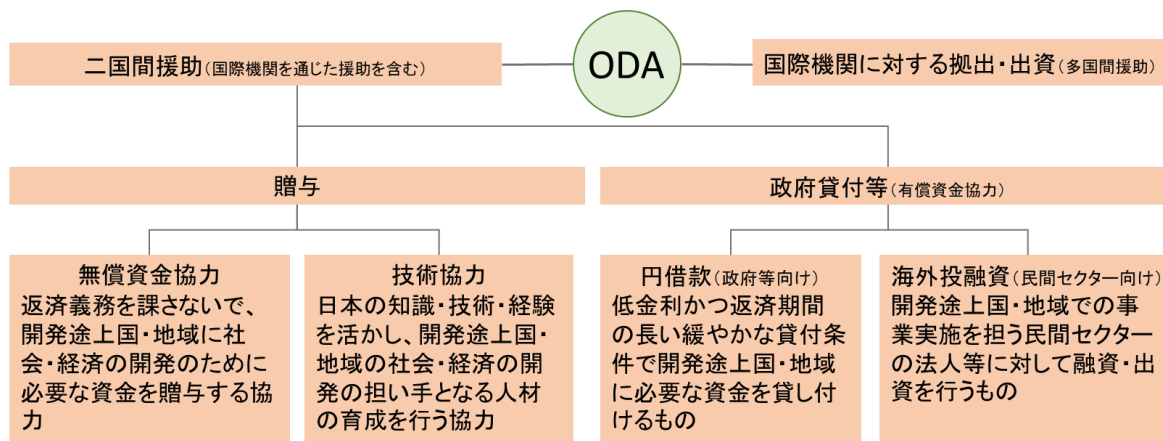 ODA
二国間援助(国際機関を通じた援助を含む)
国際機関に対する拠出・出資(多国間援助)
贈与
政府貸付等(有償資金協力)
無償資金協力
返済義務を課さないで、
開発途上国・地域に社
会・経済の開発のために
必要な資金を贈与する協
力
技術協力
日本の知識・技術・経験
を活かし、開発途上国・
地域の社会・経済の開
発の担い手となる人材
の育成を行う協力
円借款(政府等向け)
低金利かつ返済期間
の長い緩やかな貸付条
件で開発途上国・地域
に必要な資金を貸し付
けるもの
海外投融資(民間セクター向け)
開発途上国・地域での事
業実施を担う民間セクター
の法人等に対して融資・出
資を行うもの